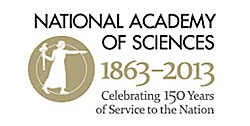 NATIONAL ACADEMY
OF SCIENCES
1863–2013
Celebrating 150 Years
of Service to the Nation